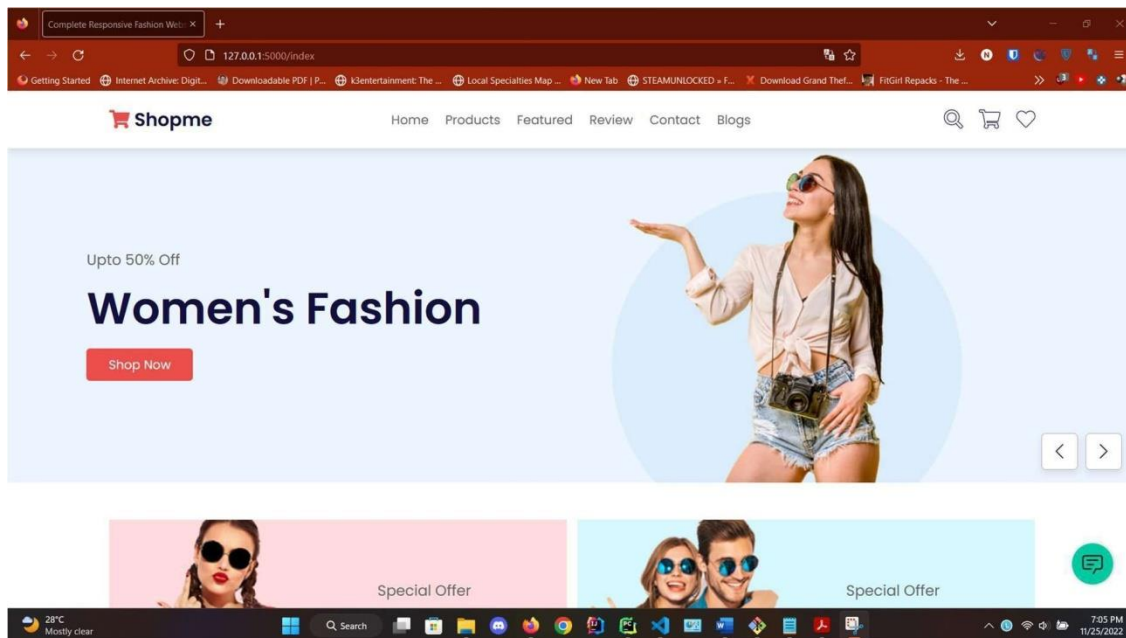 Complete Responsive Fashion Web
127.0.0.1:5000/index
Getting Started
Internet Archive: Digit...
Downloadable PDF | P...
k3entertainment: The ...
Local Specialties Map ...
New Tab
STEAMUNLOCKED » F...
Download Grand Thef...
FitGirl Repacks - The ...
Shopme
Home Products Featured Review Contact Blogs
Upto 50% Off
Women's Fashion
Shop Now
Special Offer
Special Offer
28°C
Mostly clear
Search
7:05 PM
11/25/2022